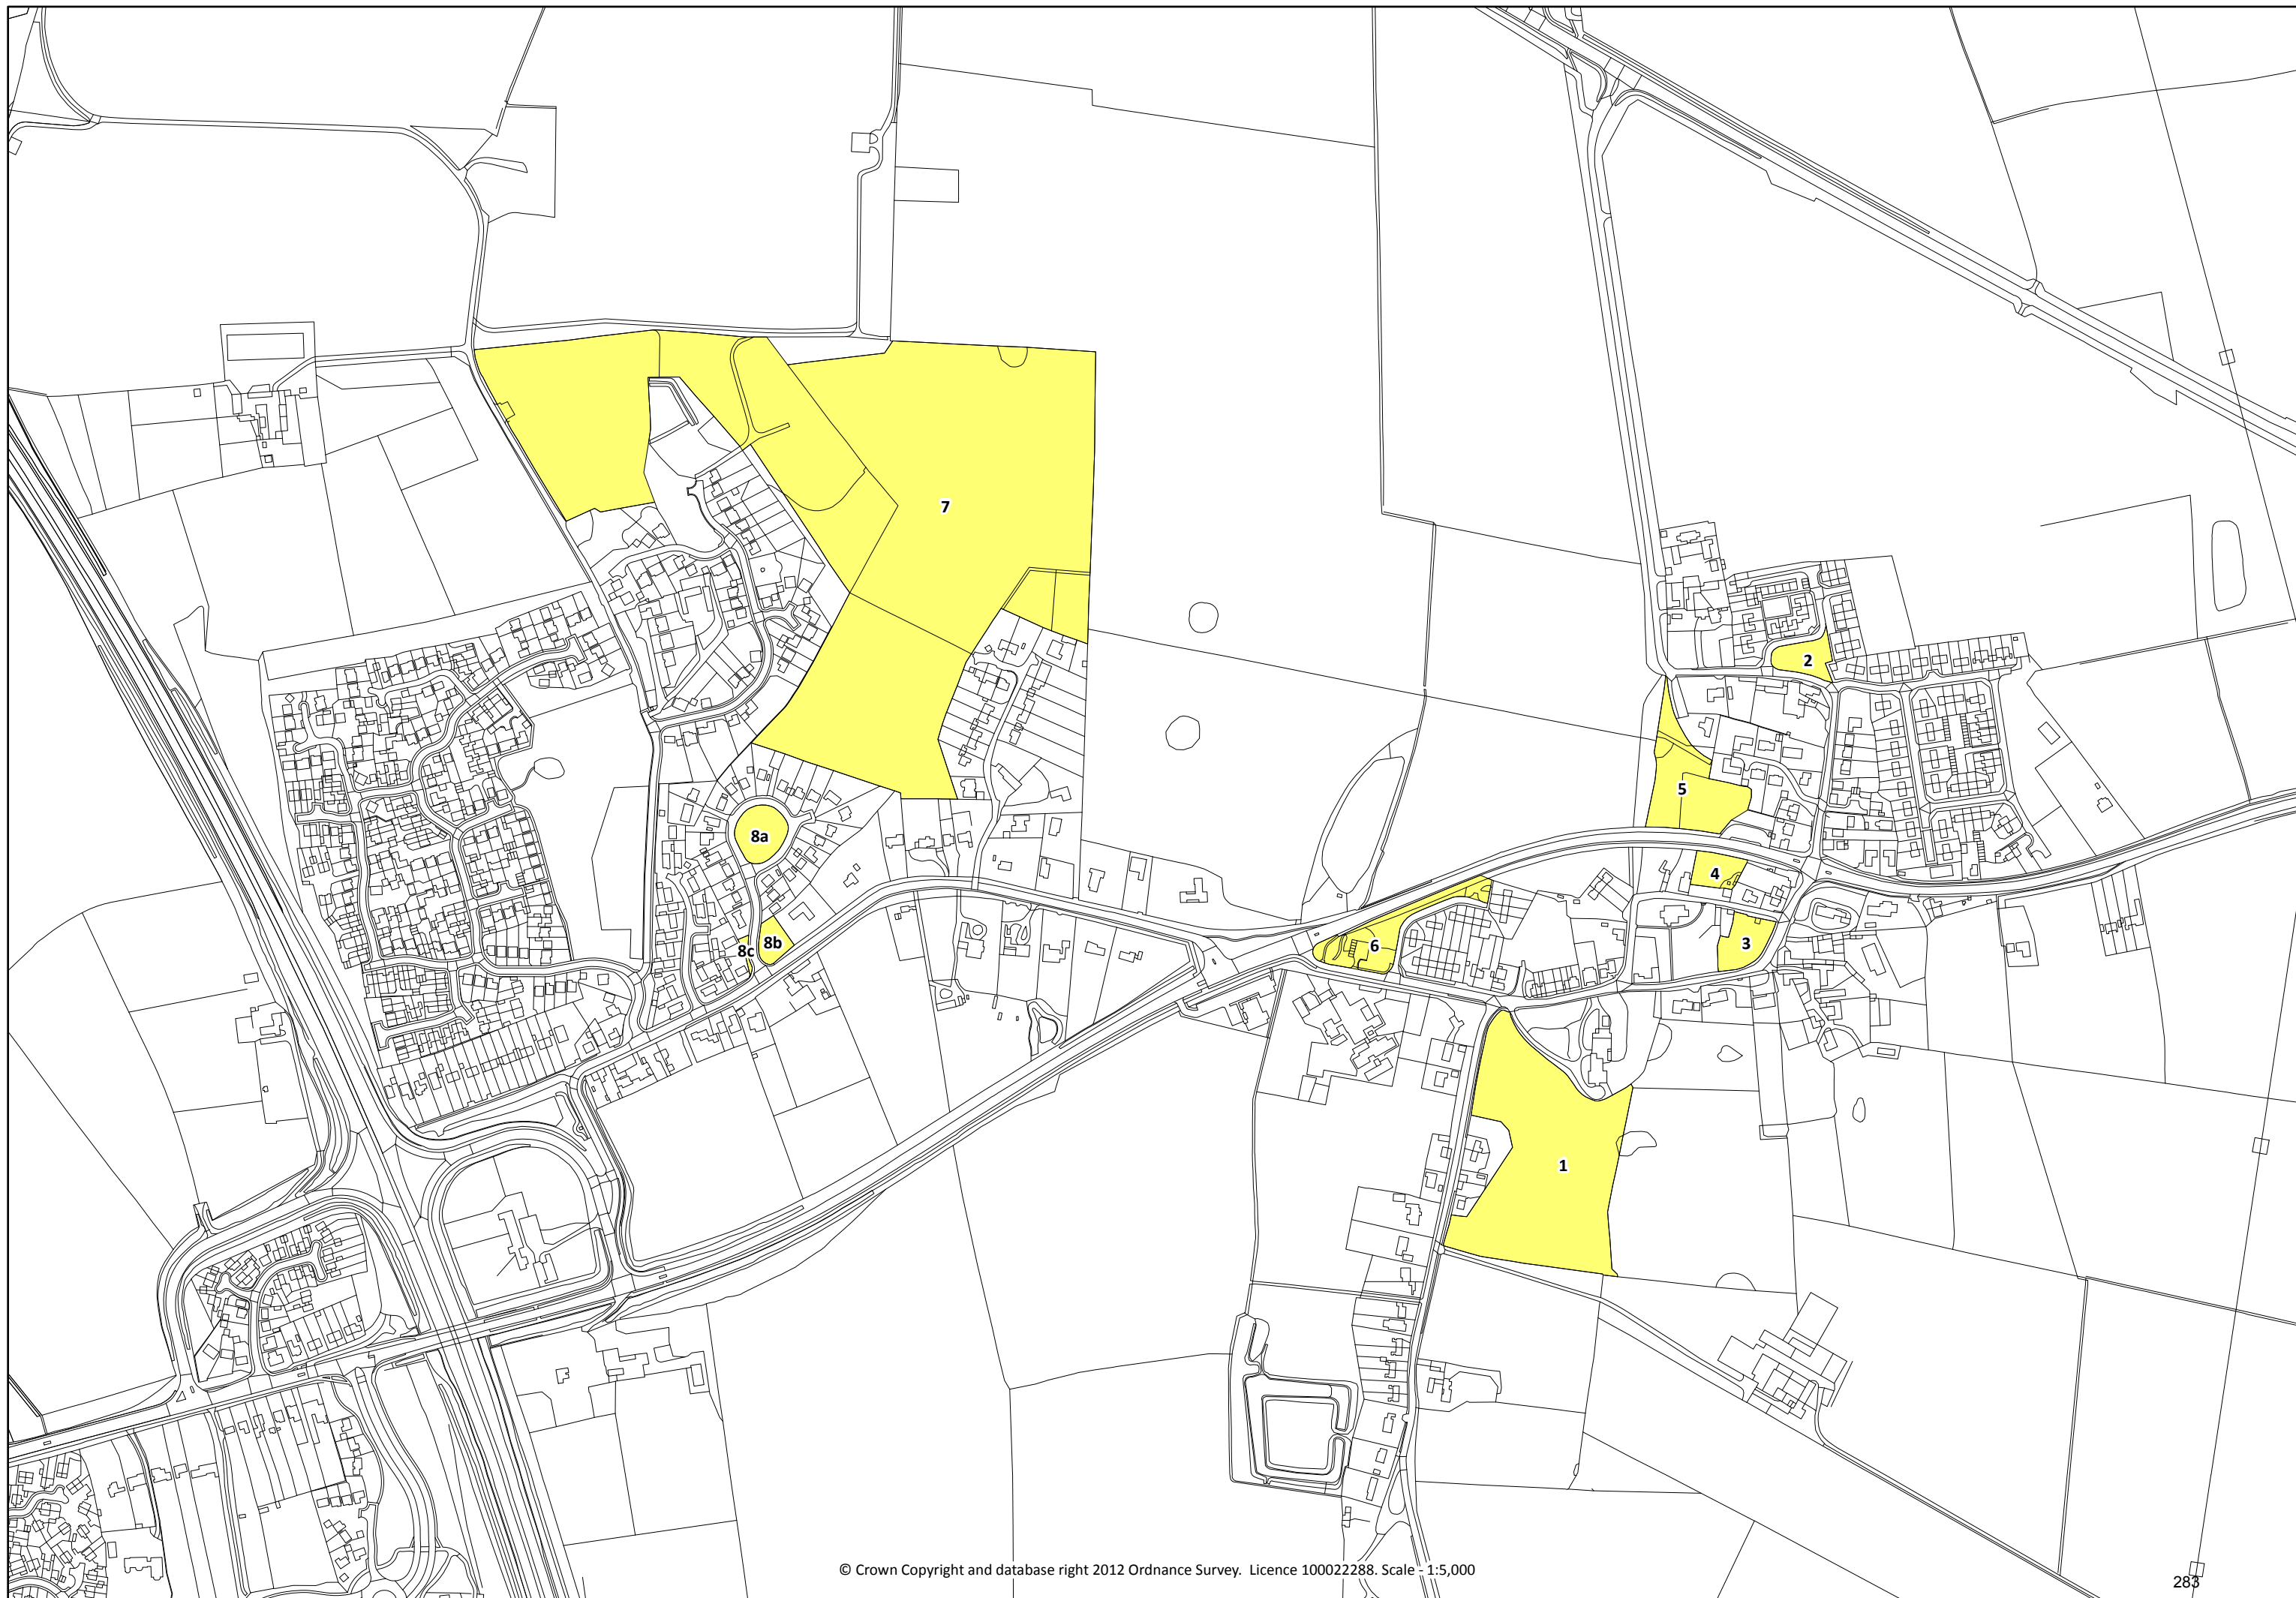 7
2
5
8a
4
8b
8c
3
6
1
© Crown Copyright and database right 2012 Ordnance Survey. Licence 100022288. Scale - 1:5,000
283